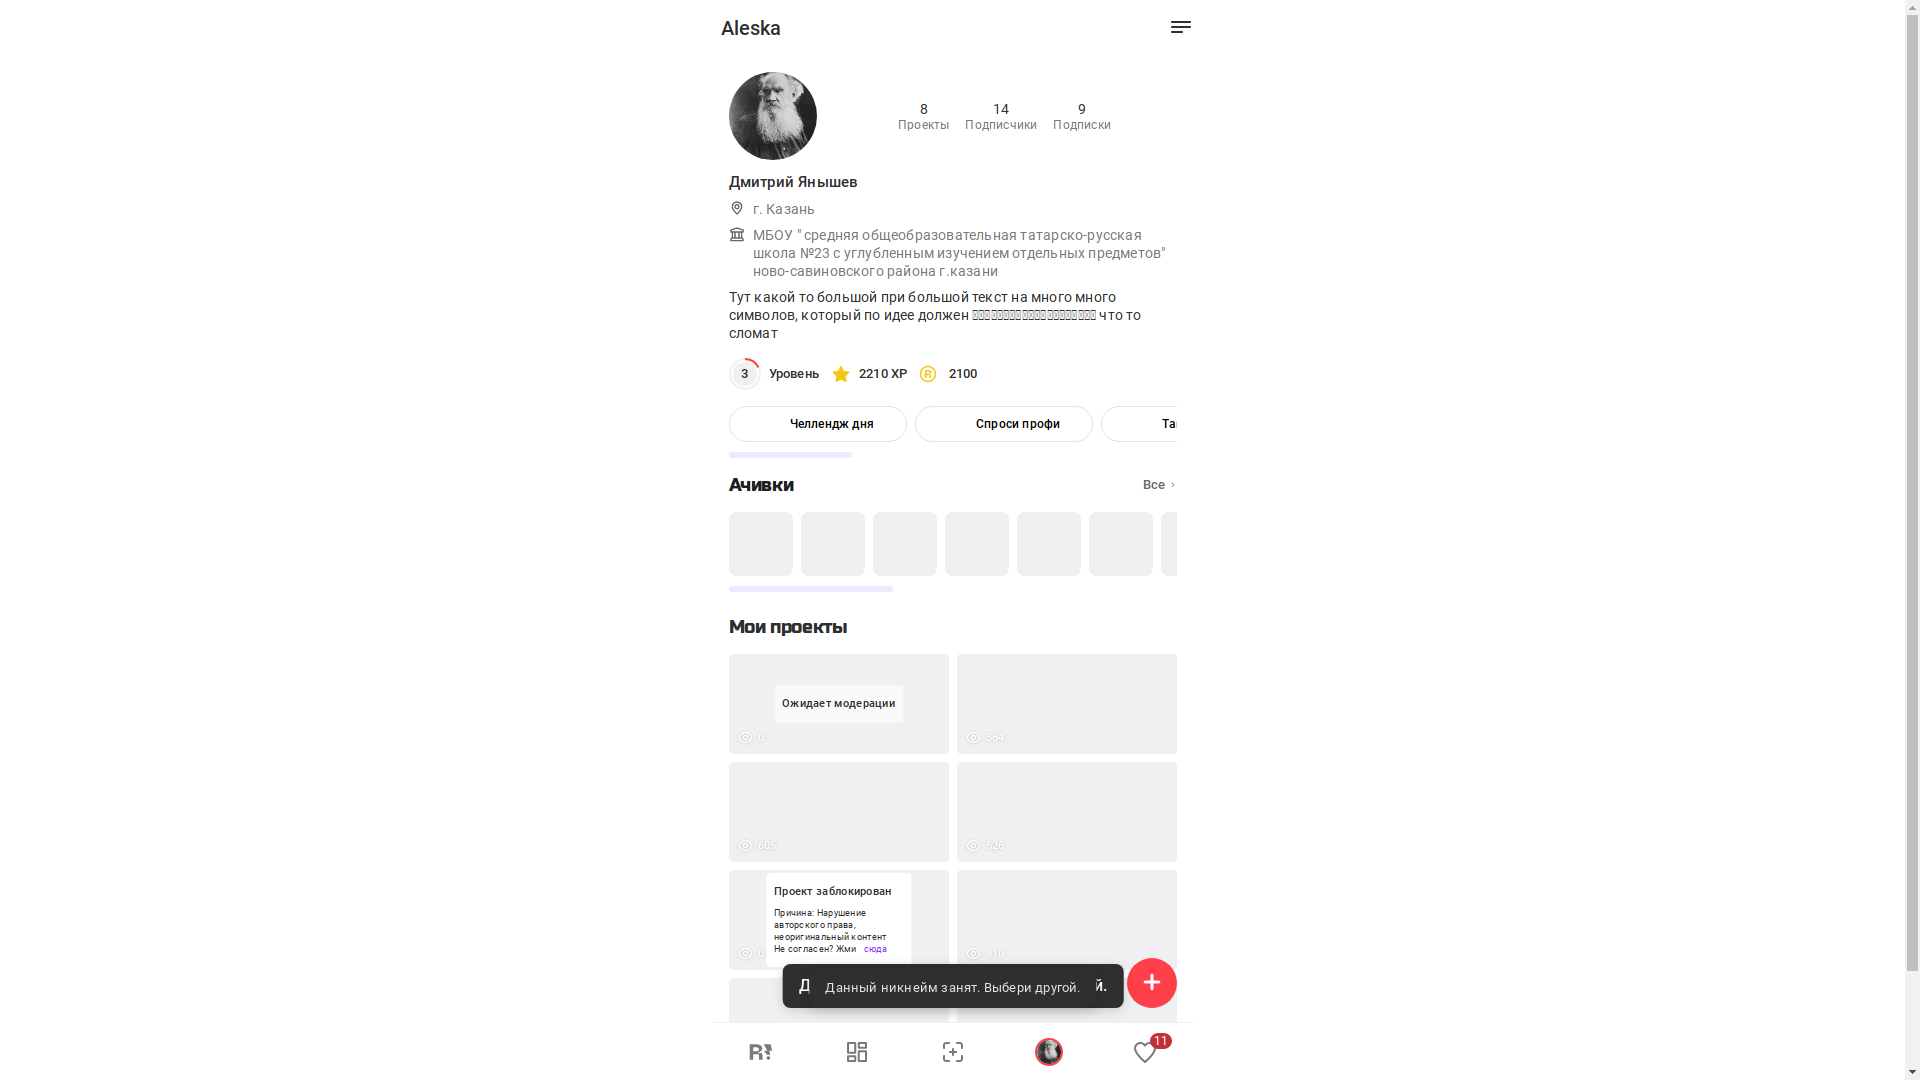 Aleska
8 14 9
Проекты Подписчики Подписки
Дмитрий Янышев
г. Казань
МБОУ "средняя общеобразовательная татарско-русская
школа №23 с углубленным изучением отдельных предметов"
ново-савиновского района г.казани
Тут какой то большой при большой текст на много много
символов, который по идее должен что то
сломат
3 Уровень 2210 XP 2100
Челлендж дня Спроси профи
Ачивки Все
Мои проекты
Ожидает модерации
0 364
605 526
Проект заблокирован
Причина: Нарушение
авторского права,
неоригинальный контент
Не согласен? Жми сюда
0 910
Данный никнейм занят. Выбери другой.
R
11